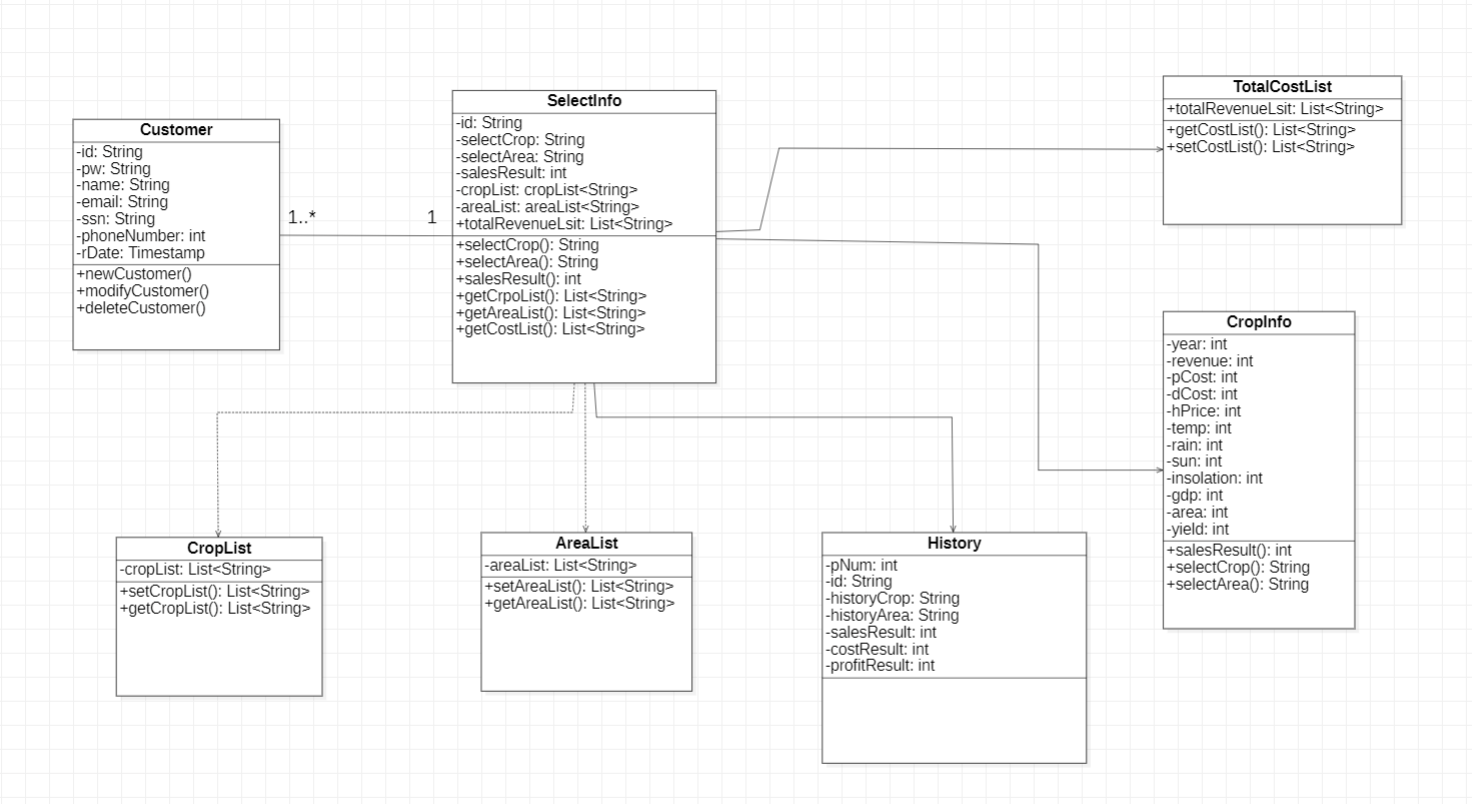 Customer
-id: String
-pw: String
-name: String
-email: String
-ssn: String
-phoneNumber: int
-rDate: Timestamp
+newCustomer()
+modifyCustomer()
+deleteCustomer()
1..*
1
SelectInfo
-id: String
-selectCrop: String
-selectArea: String
-salesResult: int
-cropList: cropList<String>
-areaList: areaList<String>
+totalRevenueLsit: List<String>
+selectCrop(): String
+selectArea(): String
+salesResult(): int
+getCrpoList(): List<String>
+getAreaList(): List<String>
+getCostList(): List<String>
TotalCostList
+totalRevenueLsit: List<String>
+getCostList(): List<String>
+setCostList(): List<String>
CropInfo
-year: int
-revenue: int
-pCost: int
-dCost: int
-hPrice: int
-temp: int
-rain: int
-sun: int
-insolation: int
-gdp: int
-area: int
-yield: int
+salesResult(): int
+selectCrop(): String
+selectArea(): String
CropList
-cropList: List<String>
+setCropList(): List<String>
+getCropList(): List<String>
AreaList
-areaList: List<String>
+setAreaList(): List<String>
+getAreaList(): List<String>
History
-pNum: int
-id: String
-historyCrop: String
-historyArea: String
-salesResult: int
-costResult: int
-profitResult: int